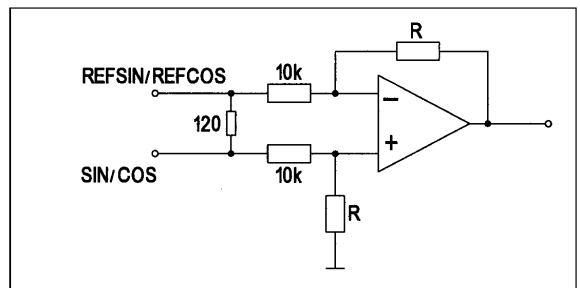 R
REFSIN/REFCOS
10k
−
120
+
SIN/COS
10k
R